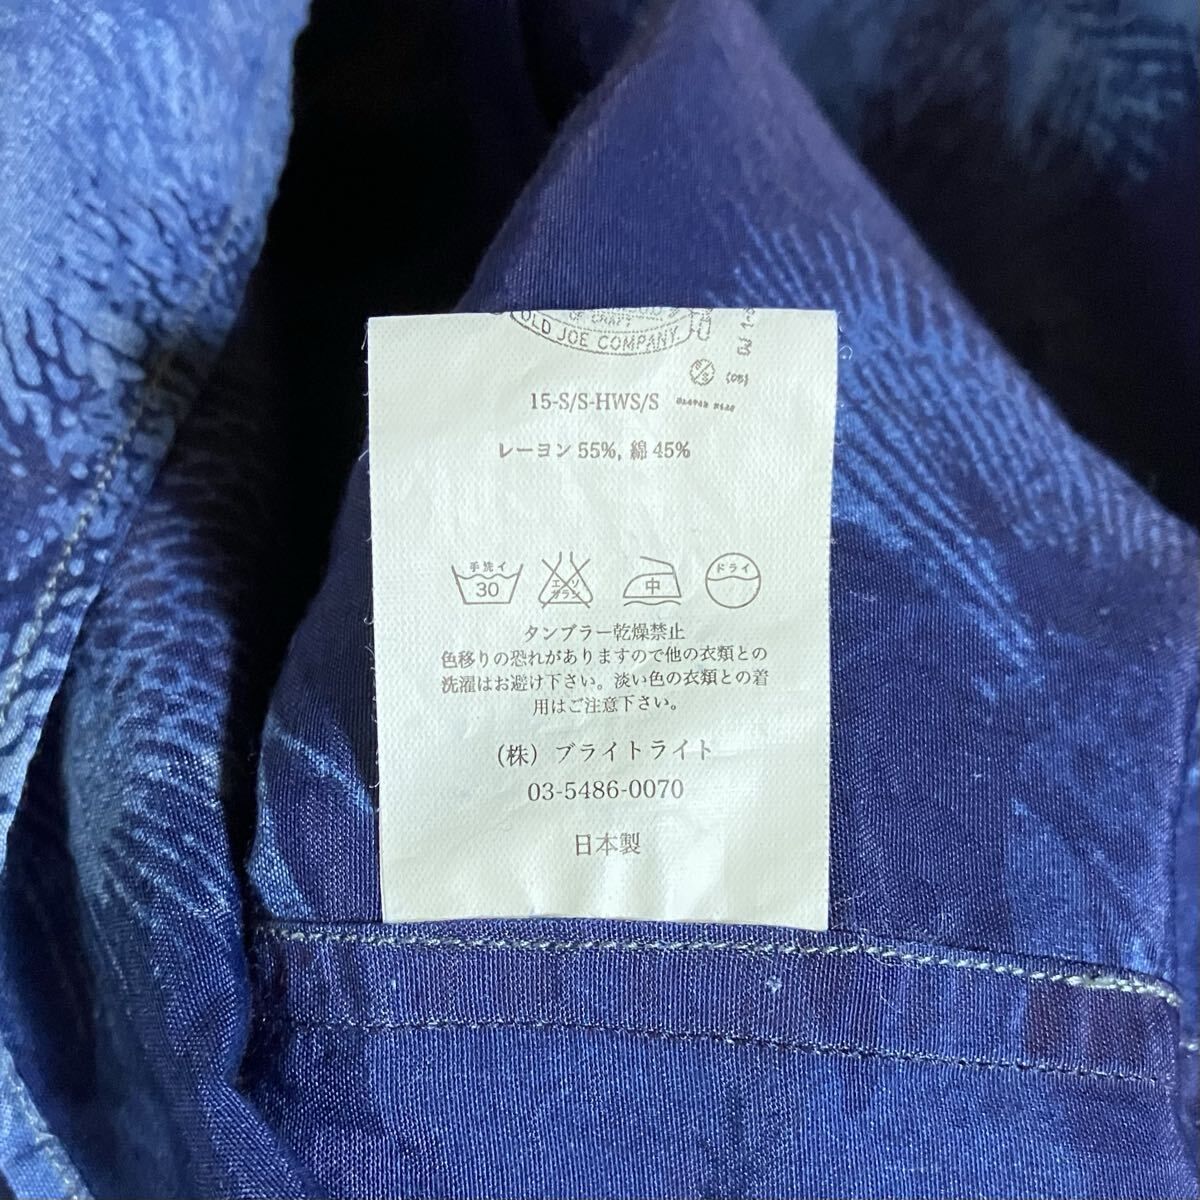 OF CRAFT
OLD JOE COMPANY
15-S/S-HWS/S
(05)
レーヨン 55%, 綿 45%
手洗イ
30
エンソ
サラシ
中
ドライ
タンブラー乾燥禁止
色移りの恐れがありますので他の衣類との
洗濯はお避け下さい。淡い色の衣類との着
用はご注意下さい。
（株）ブライトライト
03-5486-0070
日本製